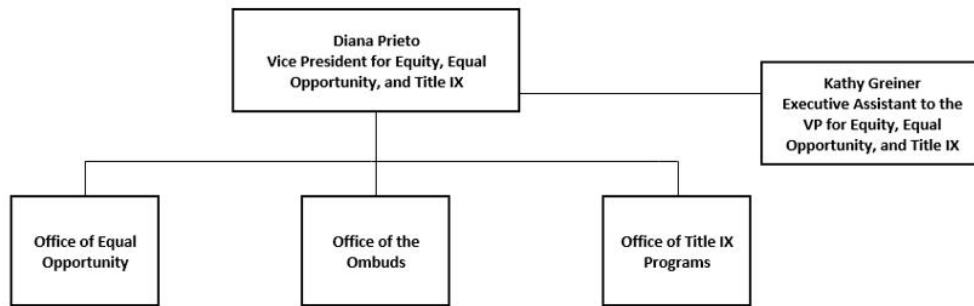 Diana Prieto
Vice President for Equity, Equal
Opportunity, and Title IX
Kathy Greiner
Executive Assistant to the
VP for Equity, Equal
Opportunity, and Title IX
Office of Equal
Opportunity
Office of the
Ombuds
Office of Title IX
Programs